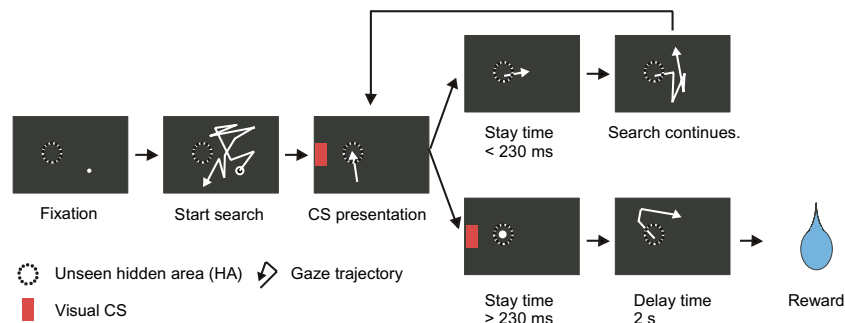 Stay time
< 230 ms
Search continues.
Fixation
Start search
CS presentation
Unseen hidden area (HA)
Gaze trajectory
Visual CS
Stay time
> 230 ms
Delay time
2 s
Reward